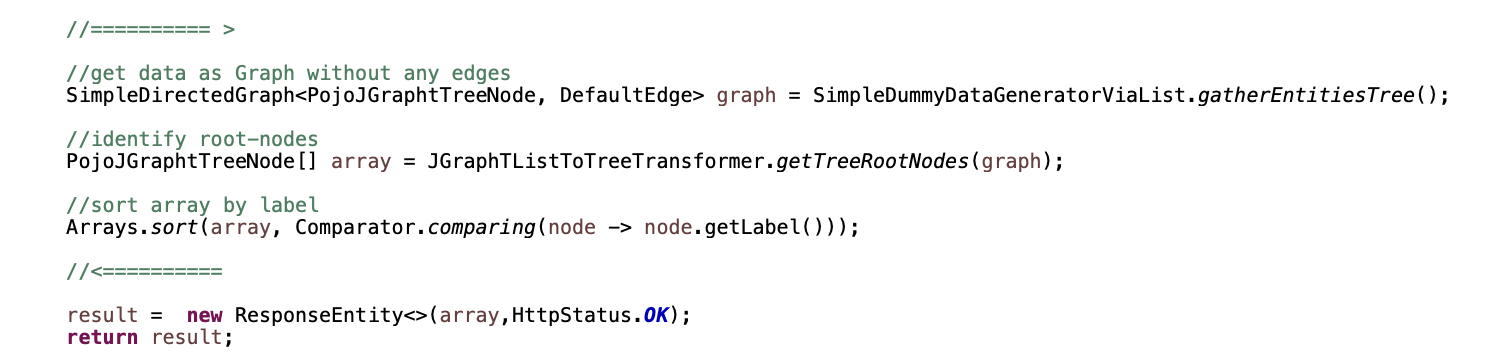 //========== >
//get data as Graph without any edges
SimpleDirectedGraph<PojoJGraphtTreeNode, DefaultEdge> graph = SimpleDummyDataGeneratorViaList.gatherEntitiesTree();
//identify root-nodes
PojoJGraphtTreeNode[] array = JGraphTListToTreeTransformer.getTreeRootNodes(graph);
//sort array by label
Arrays.sort(array, Comparator.comparing(node -> node.getLabel()));
//<==========
result =  new ResponseEntity<>(array,HttpStatus.OK);
return result;